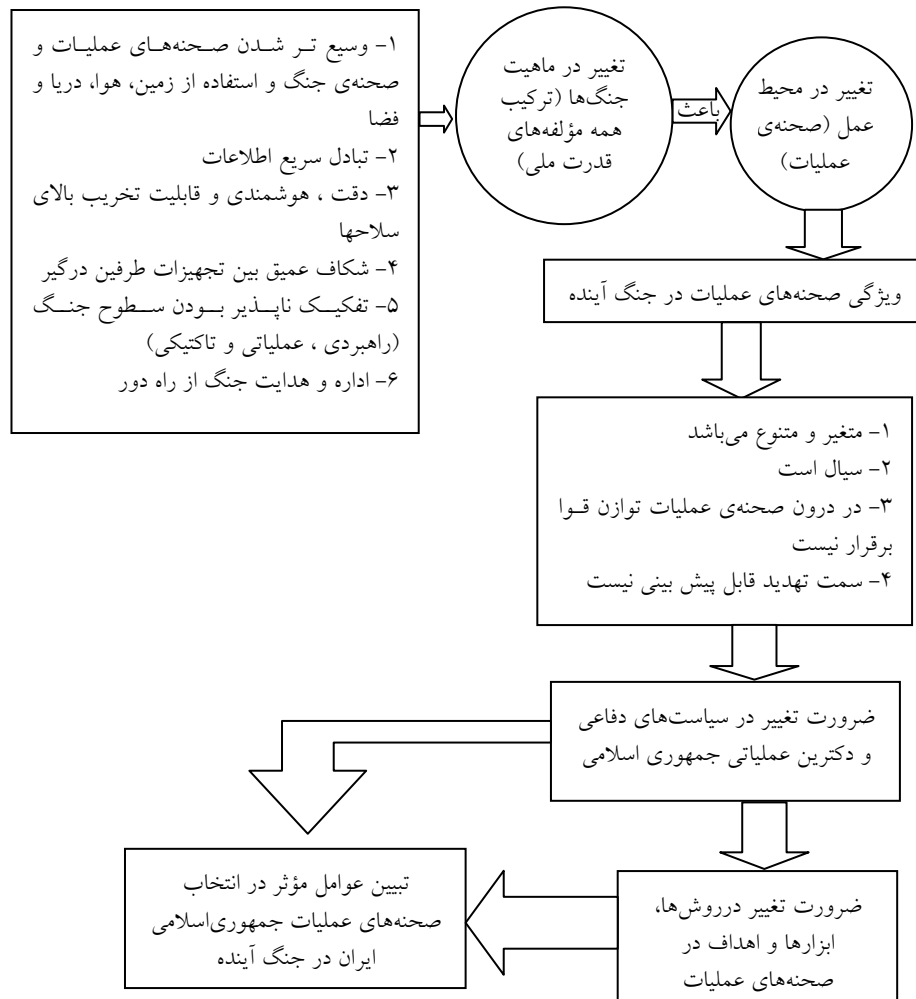 ۱- وسیع تر شدن صحنه‌های عملیات و
صحنه‌ی جنگ و استفاده از زمین، هوا، دریا و
فضا
۲- تبادل سریع اطلاعات
۳- دقت ، هوشمندی و قابلیت تخریب بالای
سلاحها
۴- شکاف عمیق بین تجهیزات طرفین درگیر
۵- تفکیک ناپذیر بودن سطوح جنگ
(راهبردی ، عملیاتی و تاکتیکی)
۶- اداره و هدایت جنگ از راه دور
تغییر در ماهیت
جنگ‌ها (ترکیب
همه مؤلفه‌های
قدرت ملی)
باعث
تغییر در محیط
عمل (صحنه‌ی
عملیات)
ویژگی صحنه‌های عملیات در جنگ آینده
۱- متغیر و متنوع می‌باشد
۲- سیال است
۳- در درون صحنه‌ی عملیات توازن قوا
برقرار نیست
۴- سمت تهدید قابل پیش بینی نیست
ضرورت تغییر در سیاست‌های دفاعی
و دکترین عملیاتی جمهوری اسلامی
ضرورت تغییر درروش‌ها،
ابزارها و اهداف در
صحنه‌های عملیات
تبیین عوامل مؤثر در انتخاب
صحنه‌های عملیات جمهوری‌اسلامی
ایران در جنگ آینده